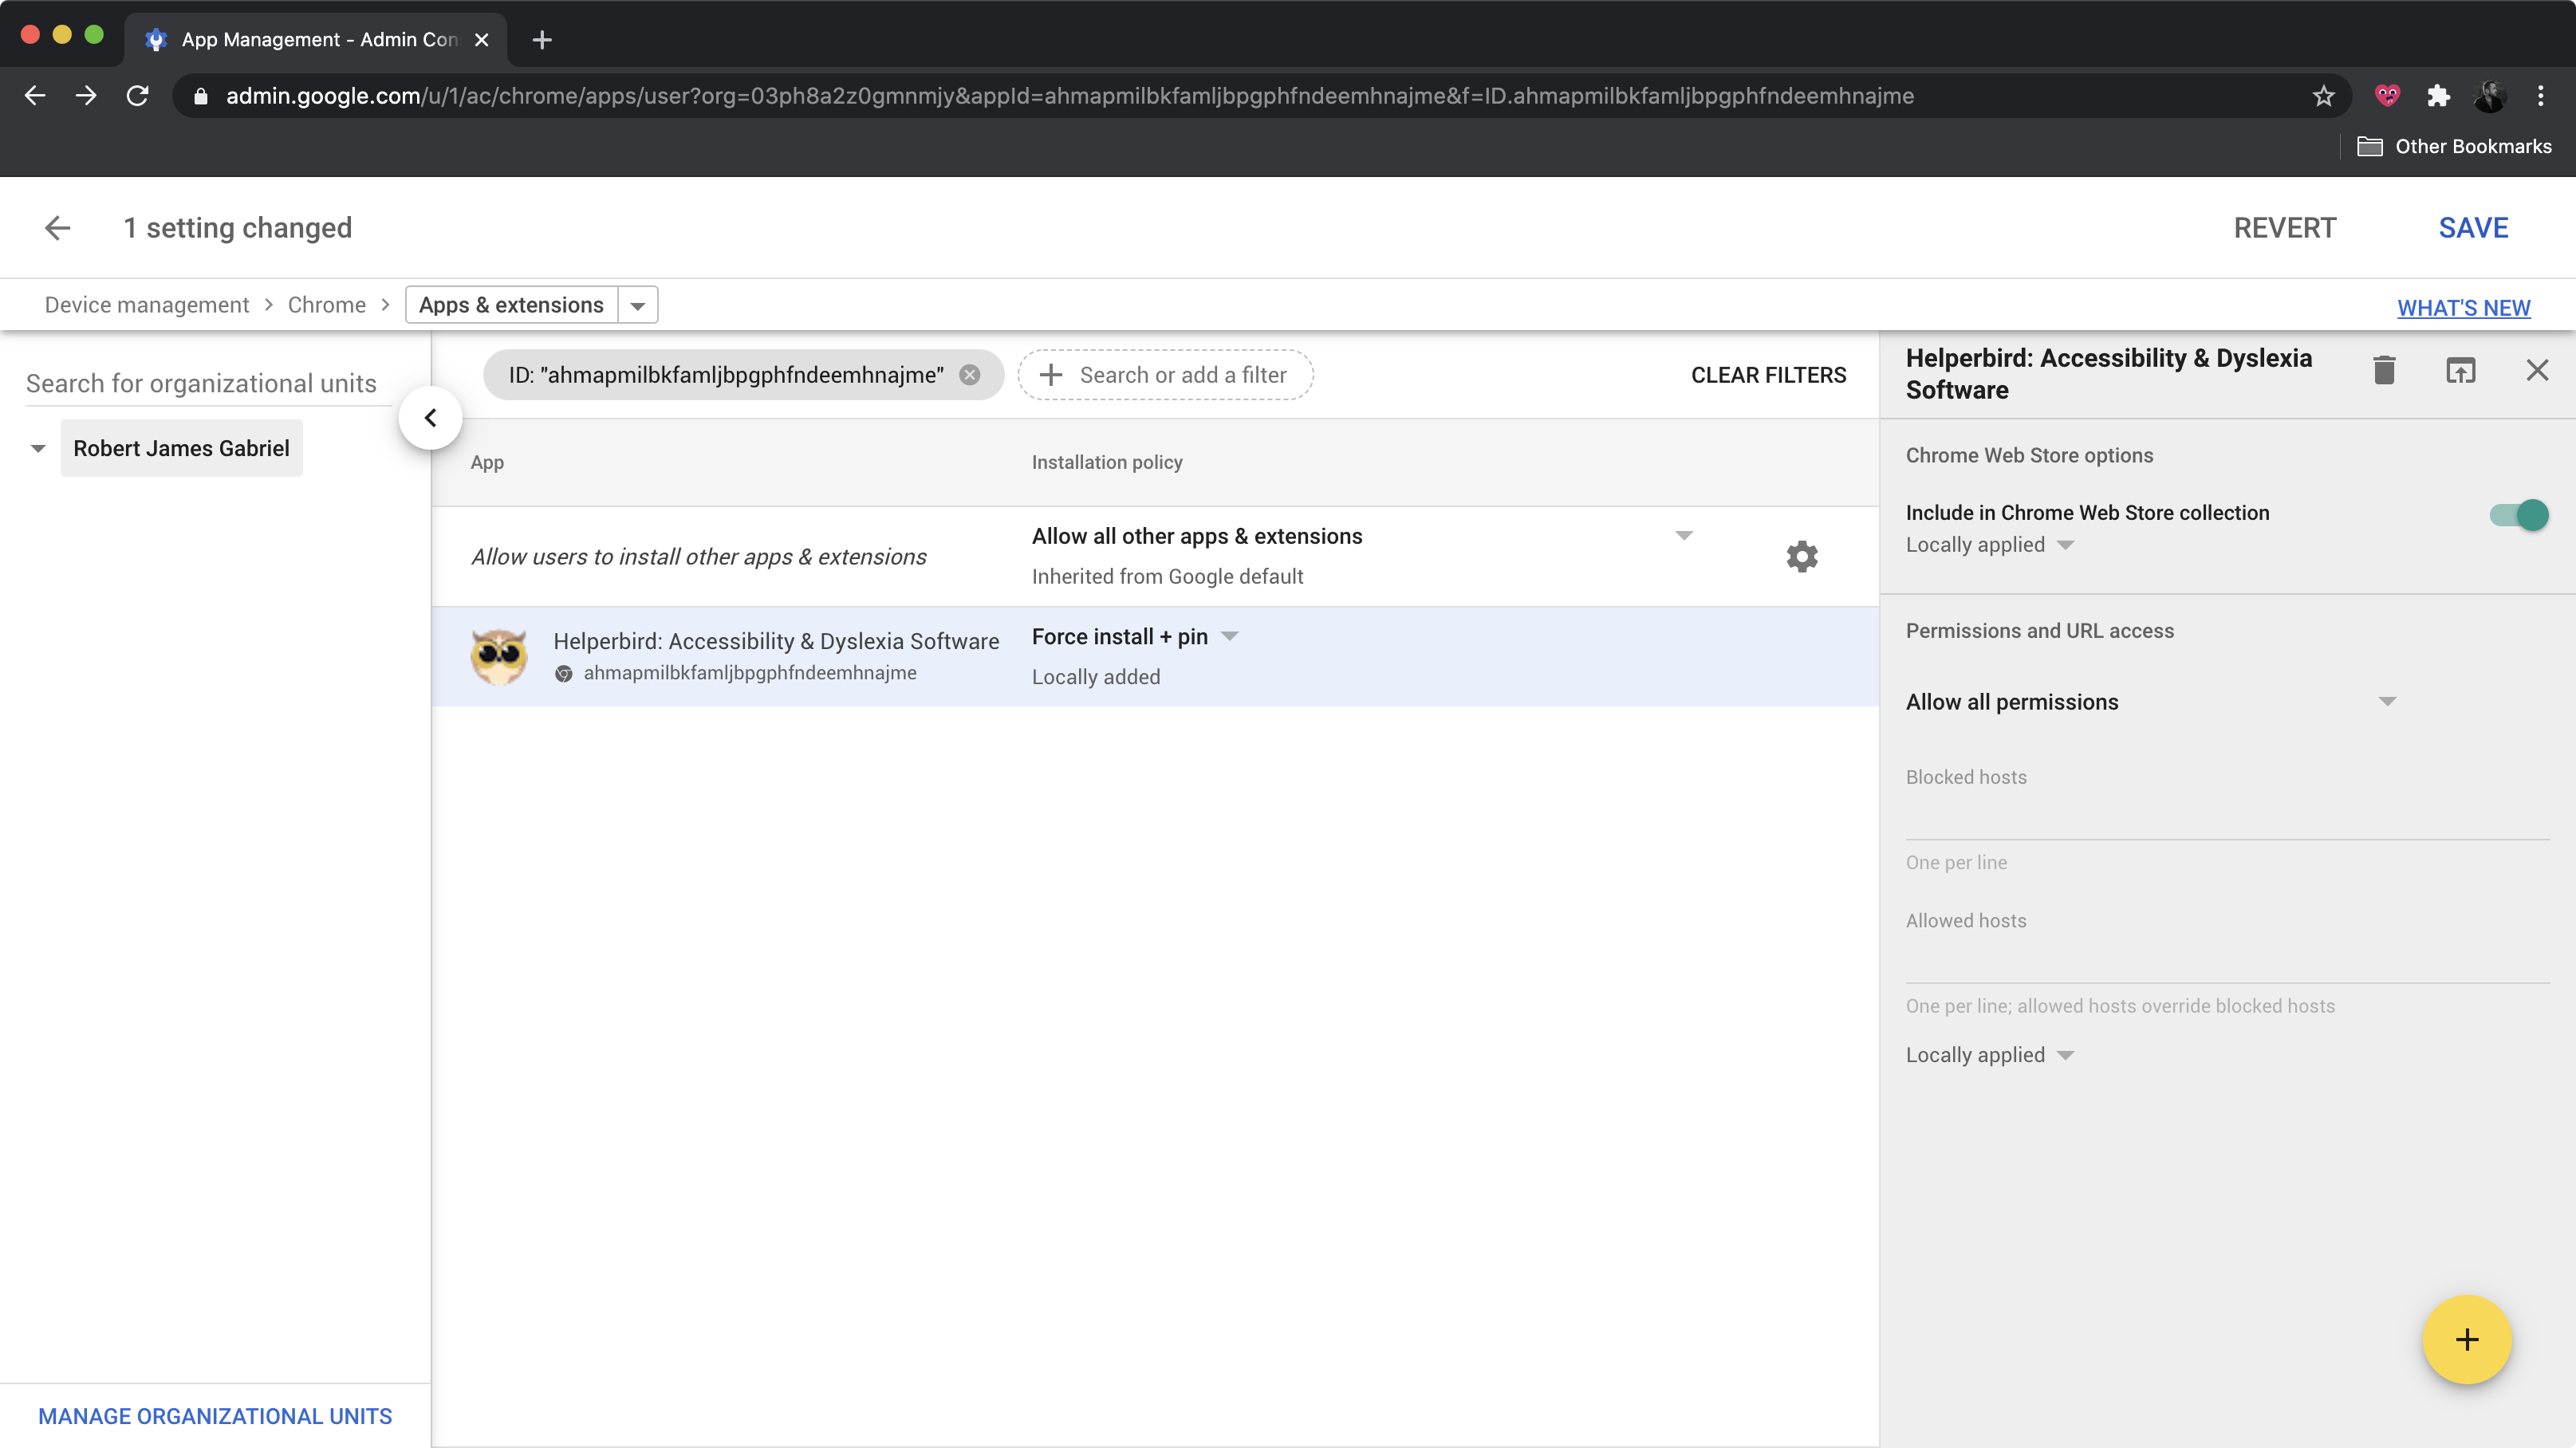 App Management - Admin Con
admin.google.com/u/1/ac/chrome/apps/user?org=03ph8a2z0gmnmjy&appId=ahmapmilbkfamljbpgphfndeemhnajme&f=ID.ahmapmilbkfamljbpgphfndeemhnajme
Other Bookmarks
1 setting changed
REVERT
SAVE
Device management > Chrome > Apps & extensions
WHAT'S NEW
Search for organizational units
Robert James Gabriel
MANAGE ORGANIZATIONAL UNITS
ID: "ahmapmilbkfamljbpgphfndeemhnajme"
Search or add a filter
CLEAR FILTERS
App
Installation policy
Allow users to install other apps & extensions
Allow all other apps & extensions
Inherited from Google default
Helperbird: Accessibility & Dyslexia Software
ahmapmilbkfamljbpgphfndeemhnajme
Force install + pin
Locally added
Helperbird: Accessibility & Dyslexia
Software
Chrome Web Store options
Include in Chrome Web Store collection
Locally applied
Permissions and URL access
Allow all permissions
Blocked hosts
One per line
Allowed hosts
One per line; allowed hosts override blocked hosts
Locally applied